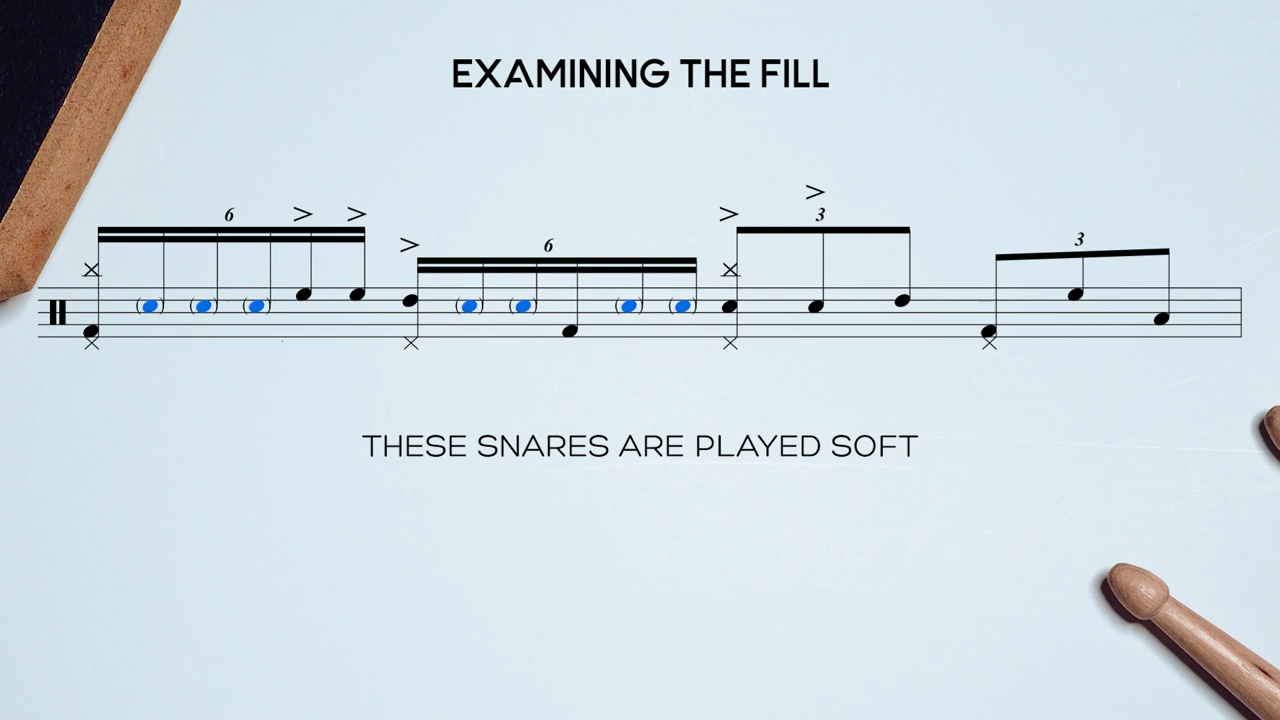 EXAMINING THE FILL
6
6
3
3
THESE SNARES ARE PLAYED SOFT